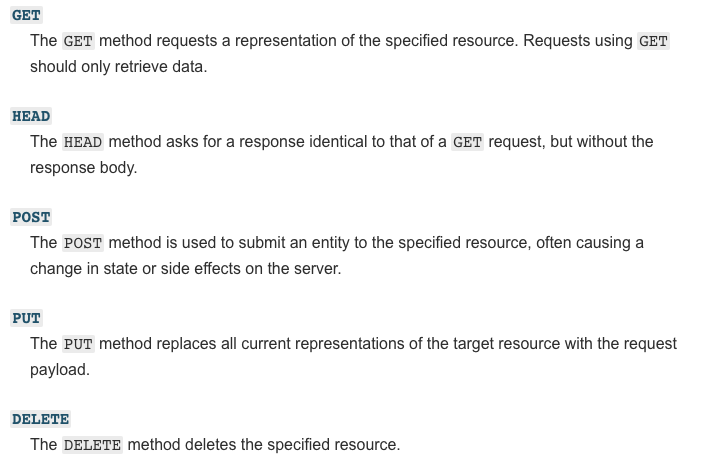 GET
The GET method requests a representation of the specified resource. Requests using GET
should only retrieve data.
HEAD
The HEAD method asks for a response identical to that of a GET request, but without the
response body.
POST
The POST method is used to submit an entity to the specified resource, often causing a
change in state or side effects on the server.
PUT
The PUT method replaces all current representations of the target resource with the request
payload.
DELETE
The DELETE method deletes the specified resource.